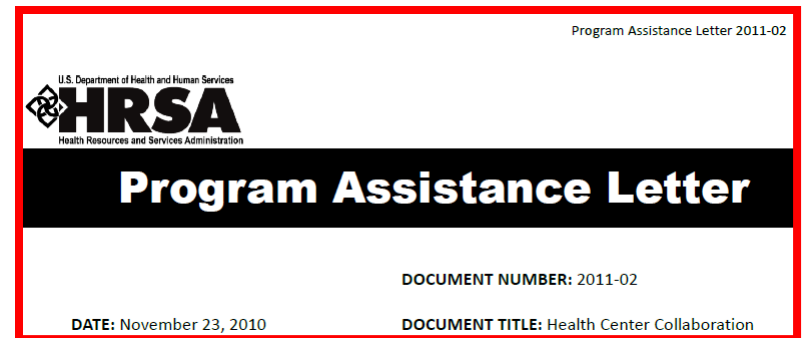 Program Assistance Letter 2011-02
U.S. Department of Health and Human Services
HRSA
Health Resources and Services Administration
Program Assistance Letter
DOCUMENT NUMBER: 2011-02
DATE: November 23, 2010 DOCUMENT TITLE: Health Center Collaboration